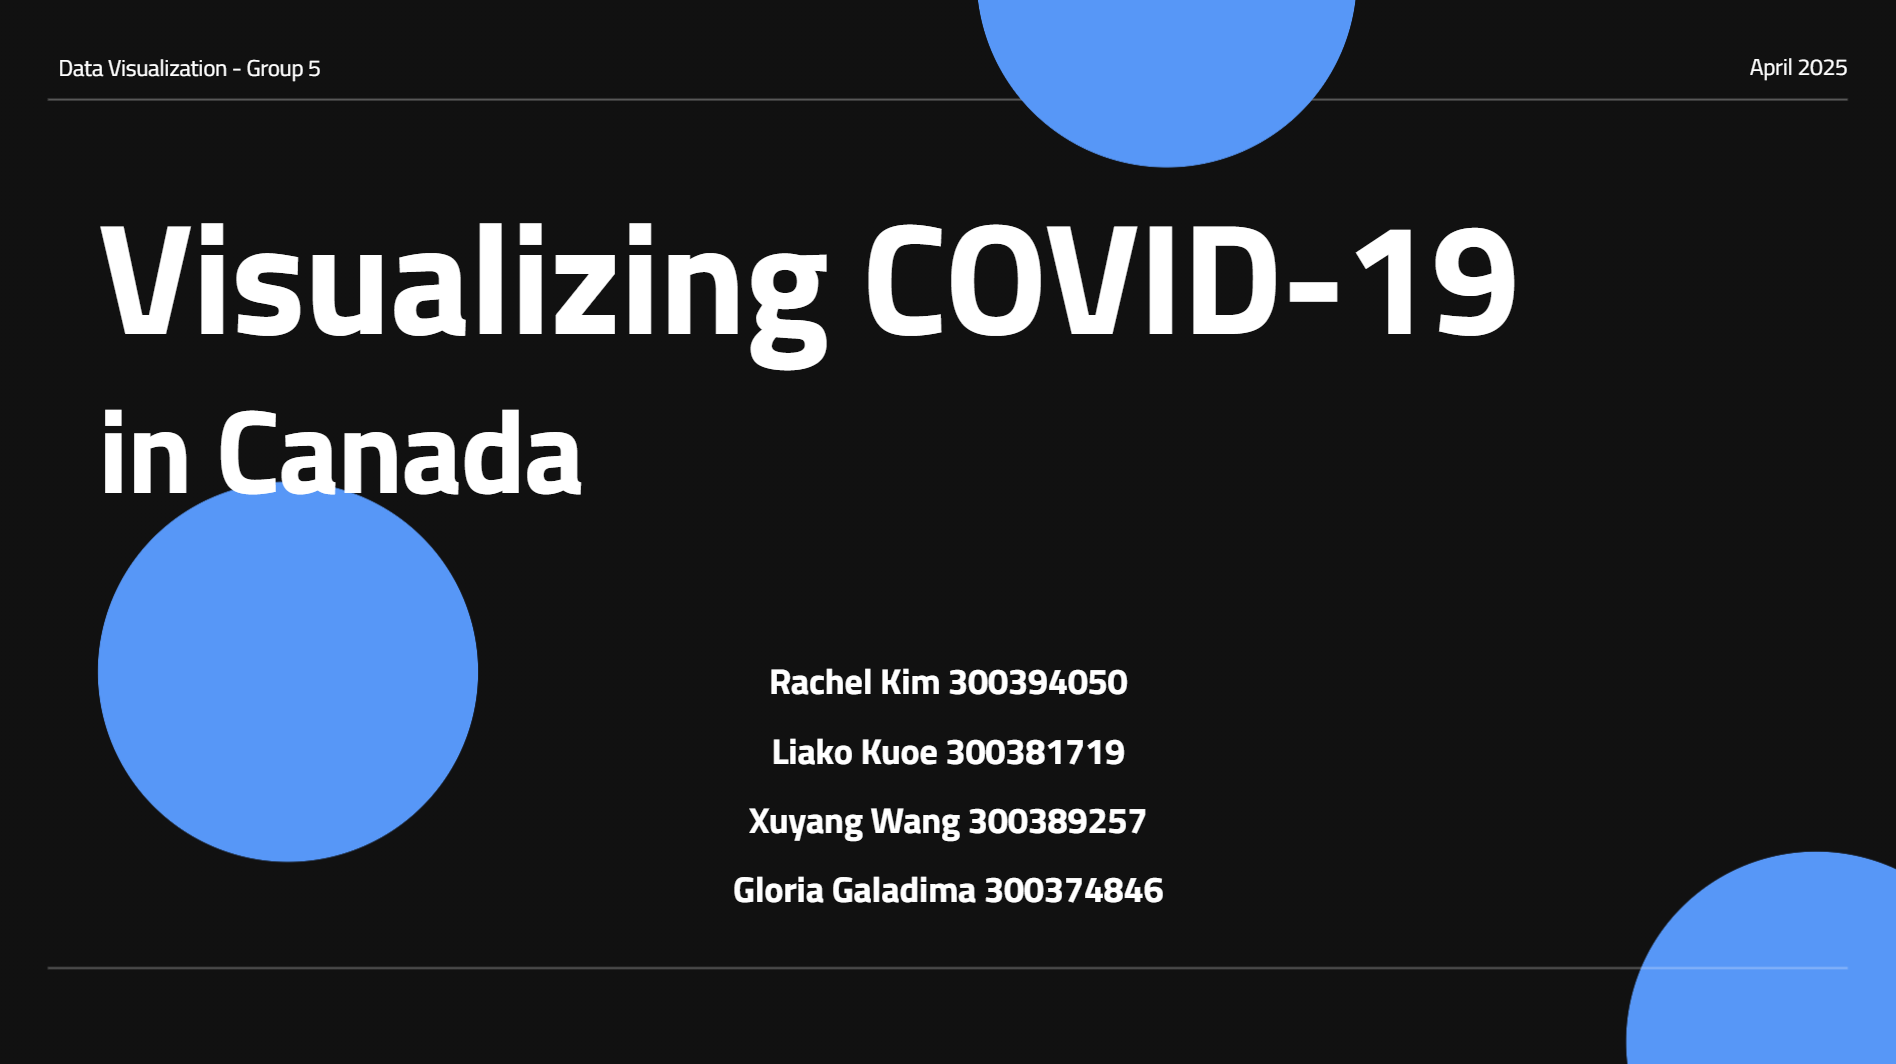 Data Visualization - Group 5
April 2025
Visualizing COVID-19
in Canada
Rachel Kim 300394050
Liako Kuoe 300381719
Xuyang Wang 300389257
Gloria Galadima 300374846